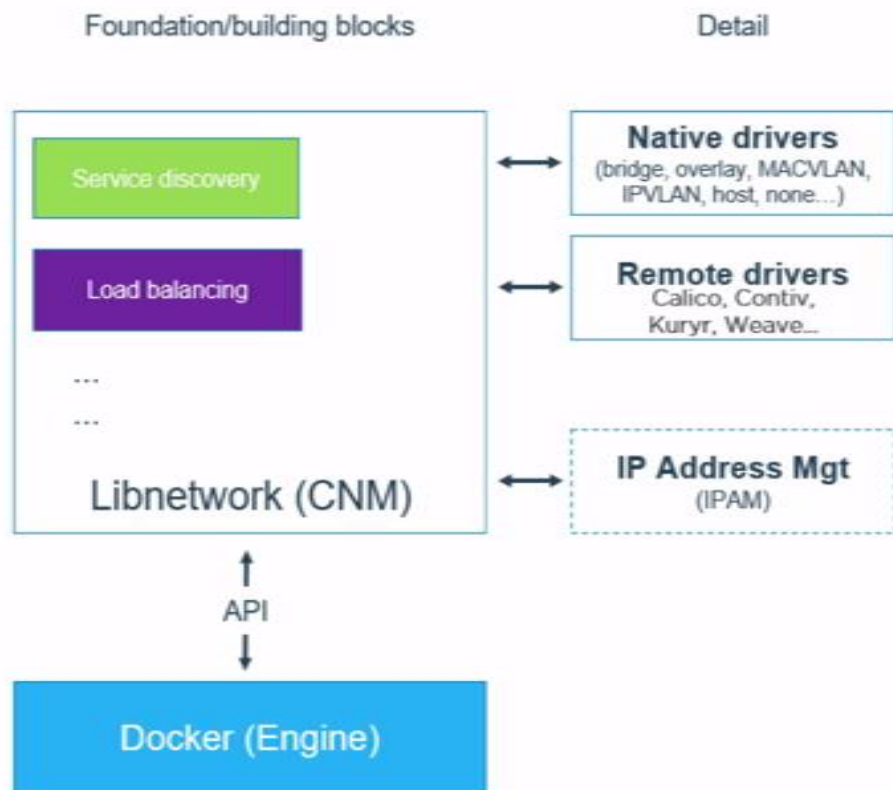 Foundation/building blocks
Detail
Service discovery
Load balancing
...
...
Libnetwork (CNM)
Native drivers
(bridge, overlay, MACVLAN,
IPVLAN, host, none...)
Remote drivers
Calico, Contiv,
Kuryr, Weave...
IP Address Mgt
(IPAM)
API
Docker (Engine)